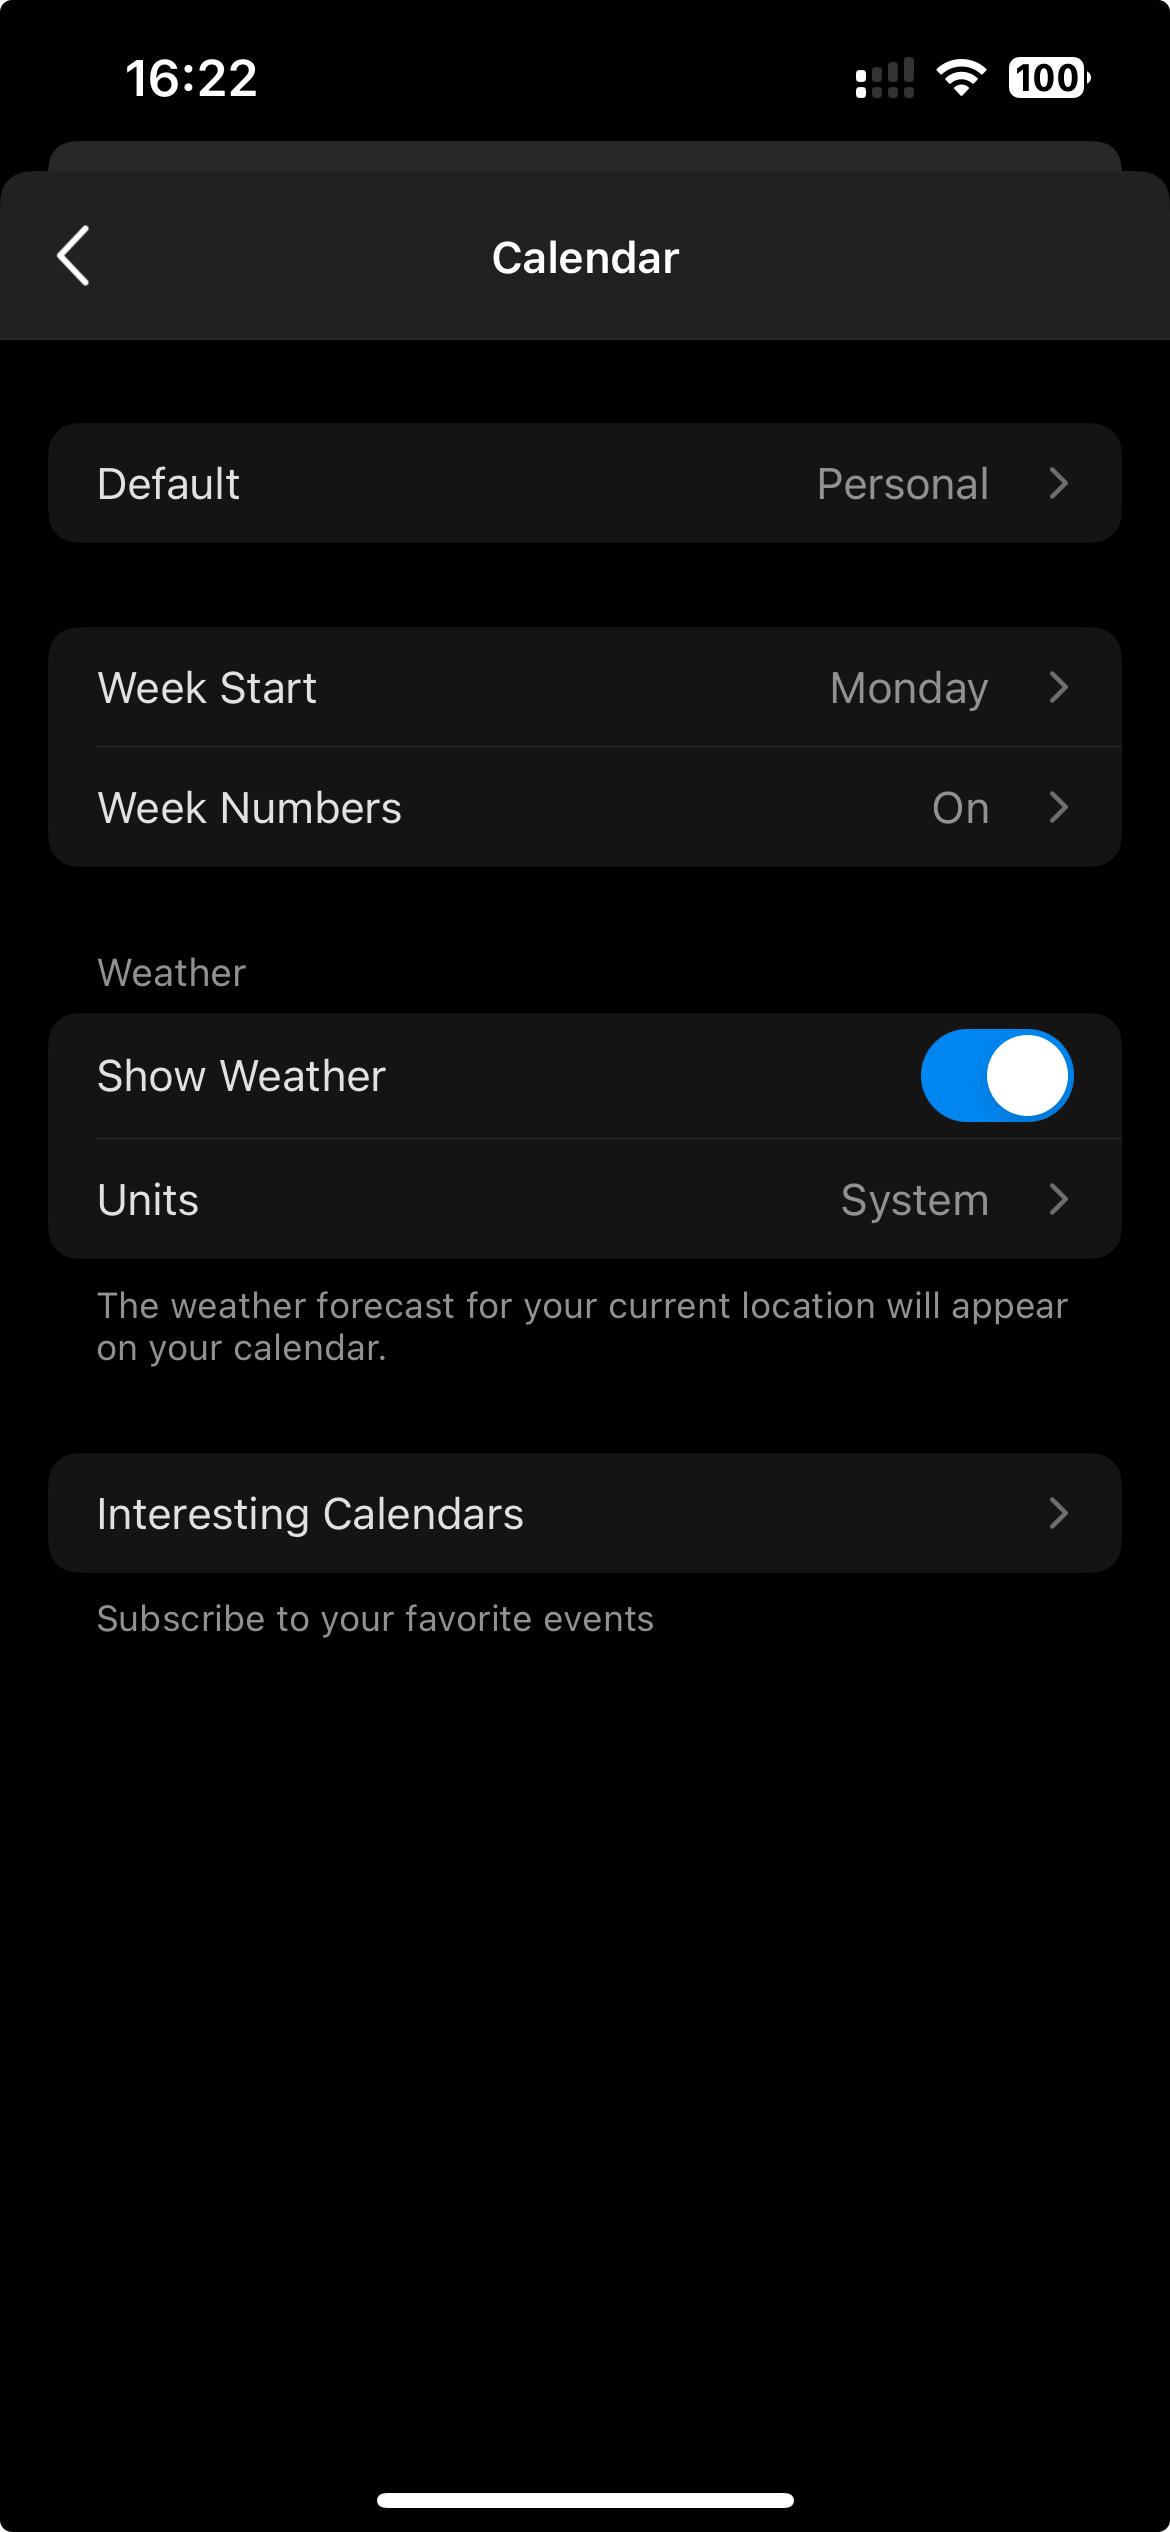 16:22
100
Calendar
Default Personal
Week Start Monday
Week Numbers On
Weather
Show Weather
Units System
The weather forecast for your current location will appear
on your calendar.
Interesting Calendars
Subscribe to your favorite events